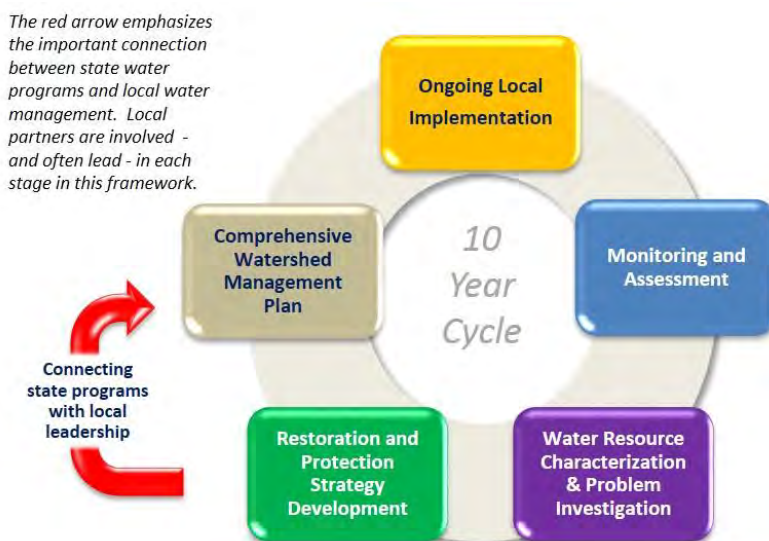 The red arrow emphasizes
the important connection
between state water
programs and local water
management.  Local
partners are involved  -
and often lead - in each
stage in this framework.
Ongoing Local
Implementation
Monitoring and
Assessment
Water Resource
Characterization
& Problem
Investigation
Restoration and
Protection
Strategy
Development
Comprehensive
Watershed
Management
Plan
10
Year
Cycle
Connecting
state programs
with local
leadership